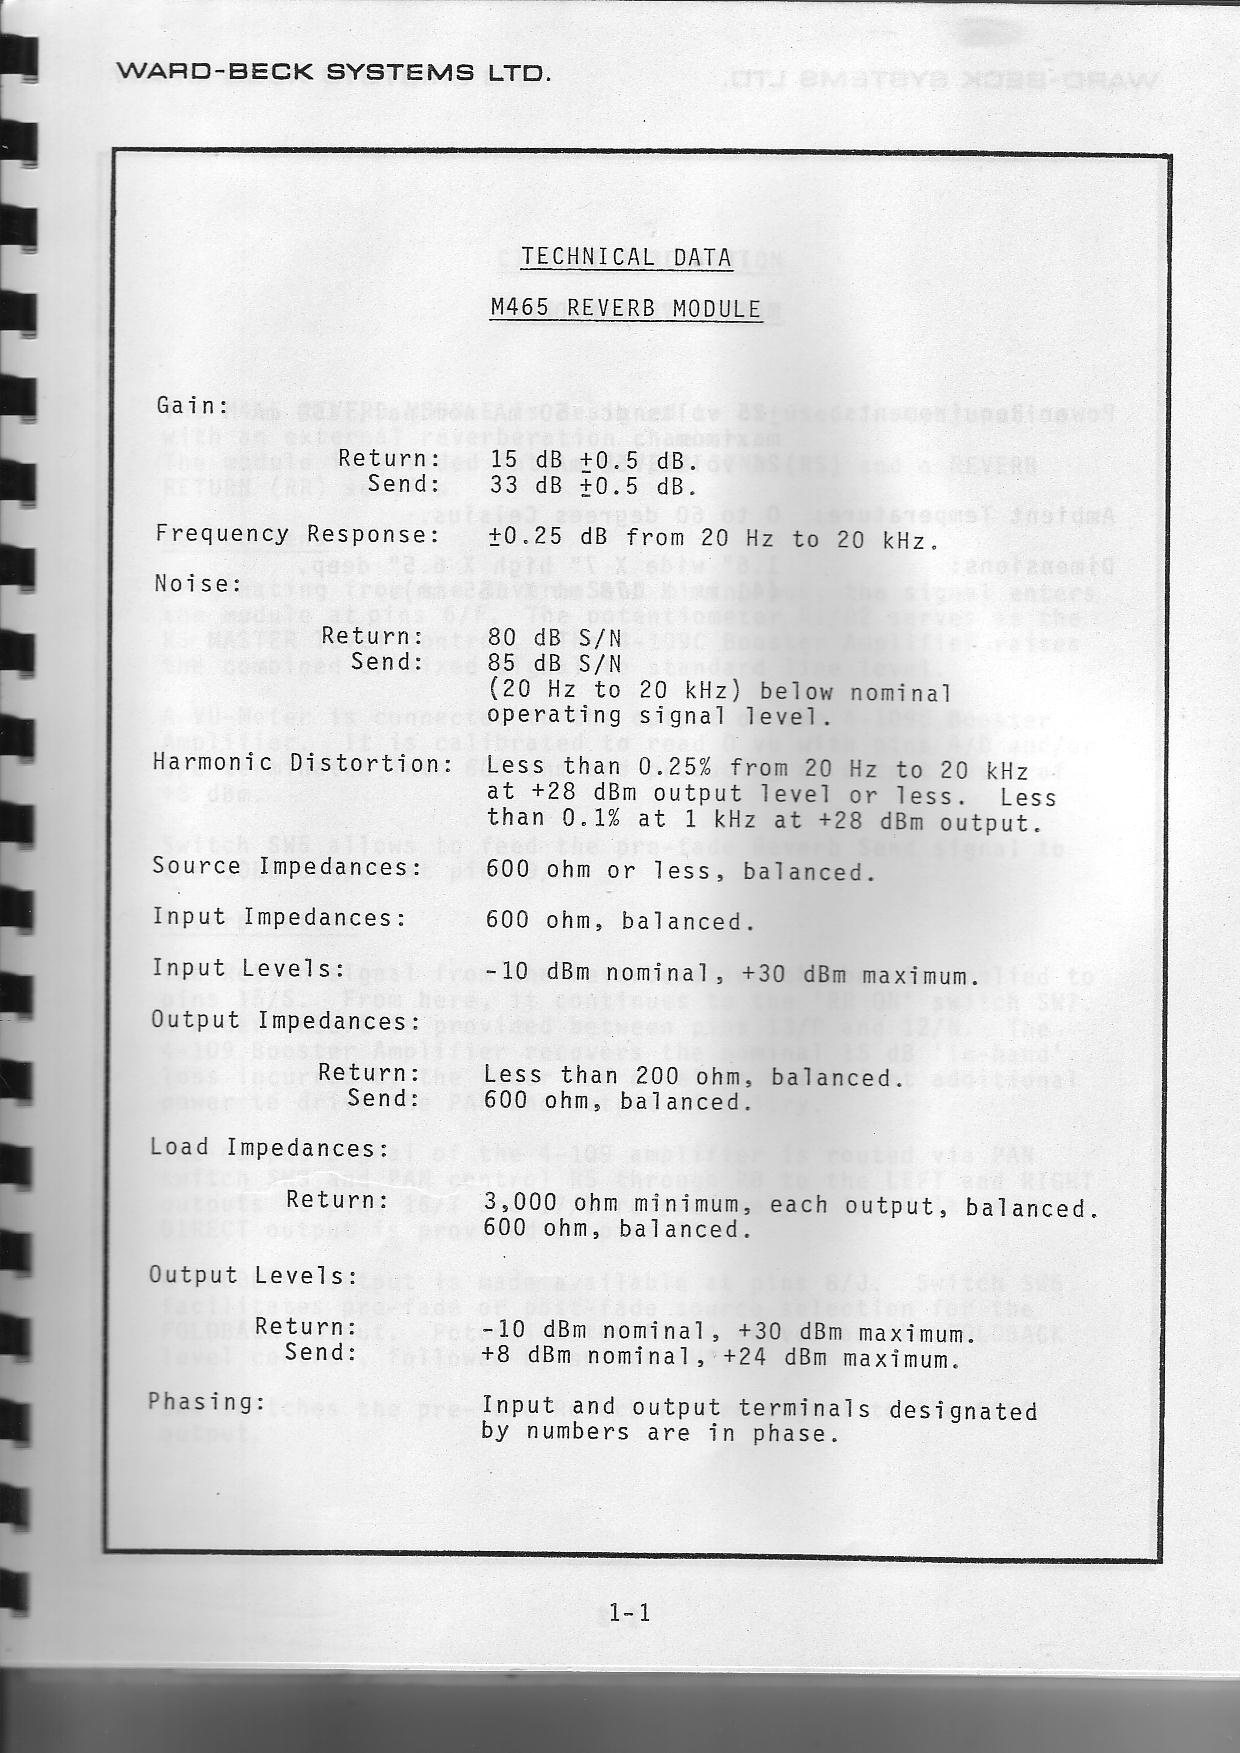 WARD-BECK SYSTEMS LTD.
TECHNICAL DATA
M465 REVERB MODULE
Gain:
Return: 15 dB ±0.5 dB.
Send: 33 dB ±0.5 dB.
Frequency Response: ±0.25 dB from 20 Hz to 20 kHz.
Noise:
Return: 80 dB S/N
Send: 85 dB S/N
(20 Hz to 20 kHz) below nominal
operating signal level.
Harmonic Distortion: Less than 0.25% from 20 Hz to 20 kHz
at +28 dBm output level or less. Less
than 0.1% at 1 kHz at +28 dBm output.
Source Impedances: 600 ohm or less, balanced.
Input Impedances: 600 ohm, balanced.
Input Levels: -10 dBm nominal, +30 dBm maximum.
Output Impedances:
Return: Less than 200 ohm, balanced.
Send: 600 ohm, balanced.
Load Impedances:
Return: 3,000 ohm minimum, each output, balanced.
600 ohm, balanced.
Output Levels:
Return: -10 dBm nominal, +30 dBm maximum.
Send: +8 dBm nominal, +24 dBm maximum.
Phasing: Input and output terminals designated
by numbers are in phase.
1-1